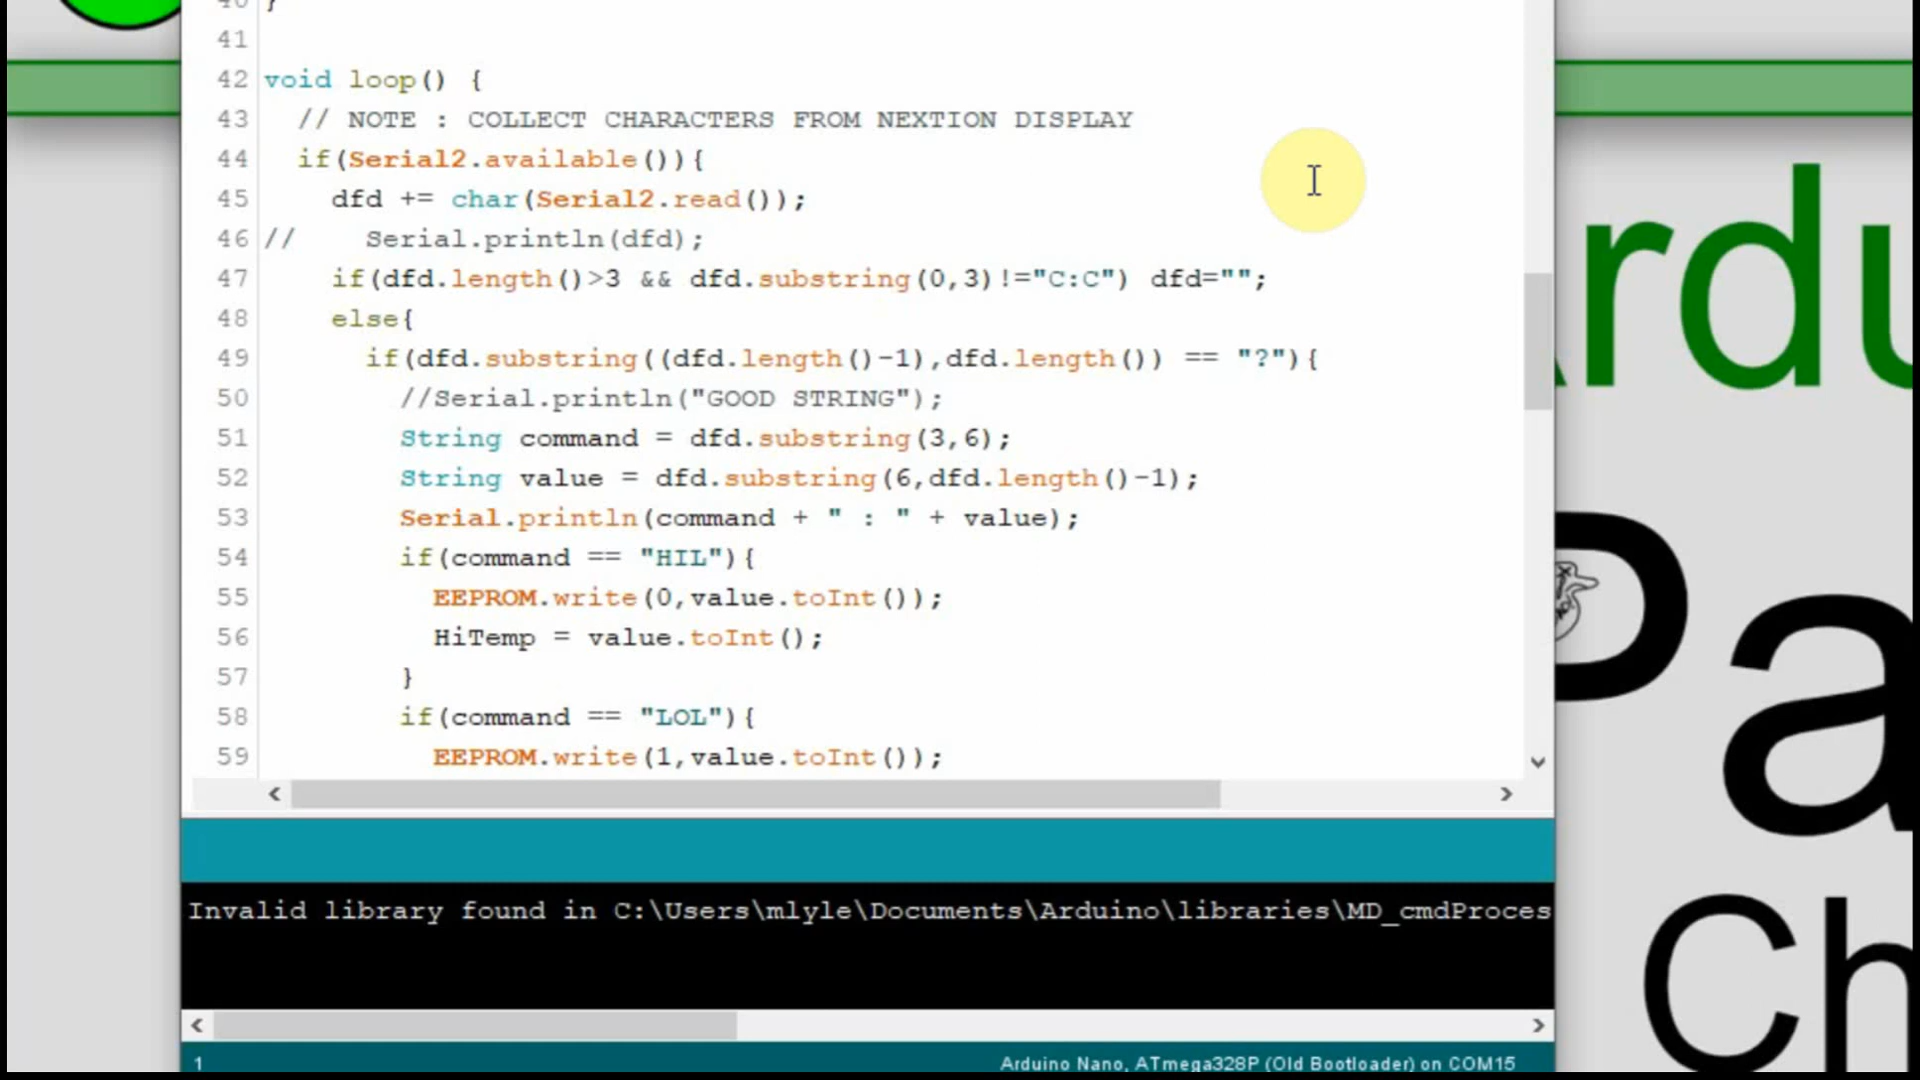 40 }
41
42 void loop() {
43 // NOTE : COLLECT CHARACTERS FROM NEXTION DISPLAY
44 if(Serial2.available()){
45 dfd += char(Serial2.read());
46 // Serial.println(dfd);
47 if(dfd.length()>3 && dfd.substring(0,3)!="C:C") dfd="";
48 else{
49 if(dfd.substring((dfd.length()-1),dfd.length()) == "?"){
50 //Serial.println("GOOD STRING");
51 String command = dfd.substring(3,6);
52 String value = dfd.substring(6,dfd.length()-1);
53 Serial.println(command + " : " + value);
54 if(command == "HIL"){
55 EEPROM.write(0,value.toInt());
56 HiTemp = value.toInt();
57 }
58 if(command == "LOL"){
59 EEPROM.write(1,value.toInt());
Invalid library found in C:\Users\mlyle\Documents\Arduino\libraries\MD_cmdProces
1 Arduino Nano, ATmega328P (Old Bootloader) on COM15
Ardu
Pa
Ch